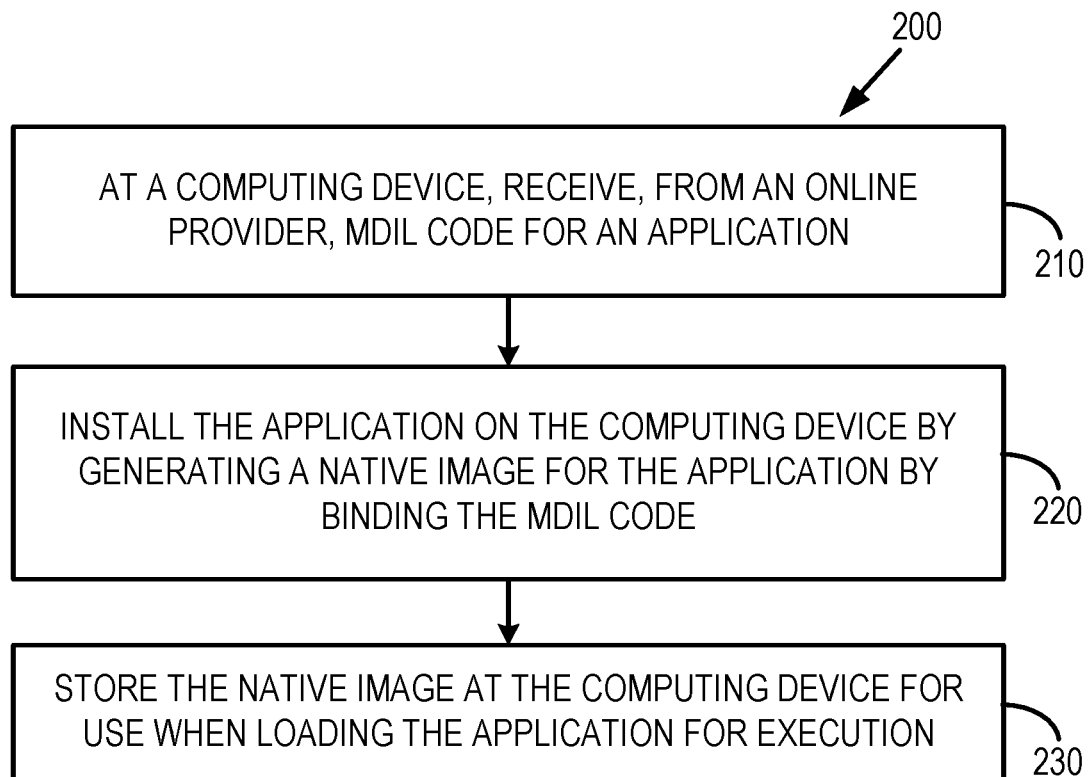 200
AT A COMPUTING DEVICE, RECEIVE, FROM AN ONLINE
PROVIDER, MDIL CODE FOR AN APPLICATION
210
INSTALL THE APPLICATION ON THE COMPUTING DEVICE BY
GENERATING A NATIVE IMAGE FOR THE APPLICATION BY
BINDING THE MDIL CODE
220
STORE THE NATIVE IMAGE AT THE COMPUTING DEVICE FOR
USE WHEN LOADING THE APPLICATION FOR EXECUTION
230